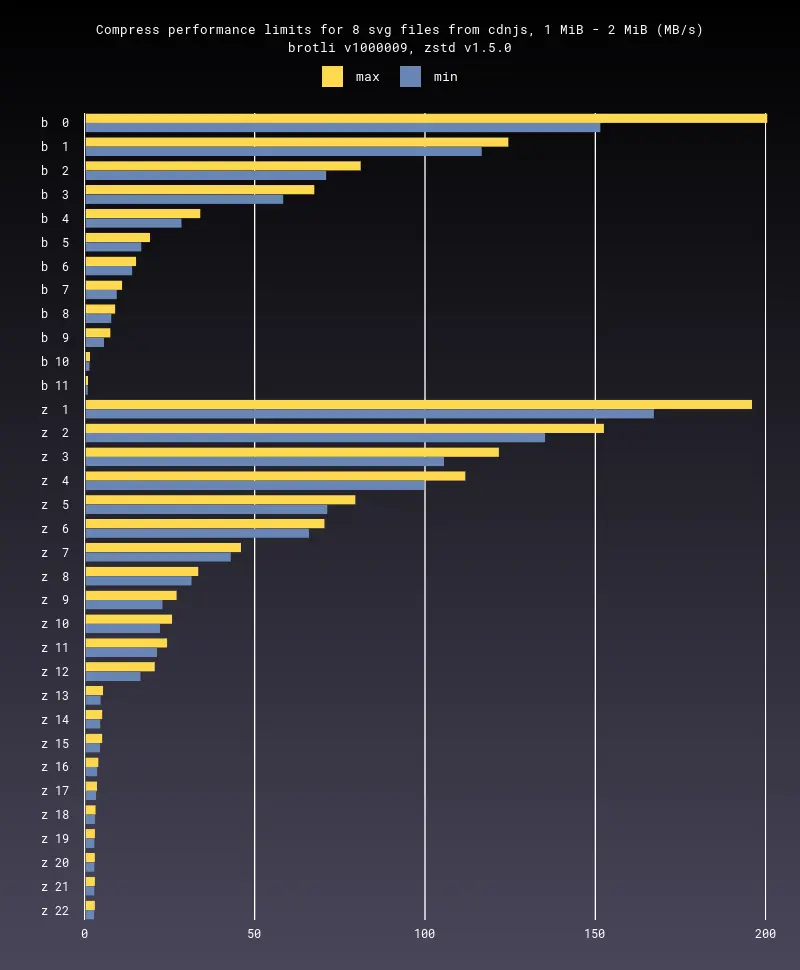 Compress performance limits for 8 svg files from cdnjs, 1 MiB - 2 MiB (MB/s)
brotli v1000009, zstd v1.5.0
max min
b 0
b 1
b 2
b 3
b 4
b 5
b 6
b 7
b 8
b 9
b 10
b 11
z 1
z 2
z 3
z 4
z 5
z 6
z 7
z 8
z 9
z 10
z 11
z 12
z 13
z 14
z 15
z 16
z 17
z 18
z 19
z 20
z 21
z 22
0 50 100 150 200